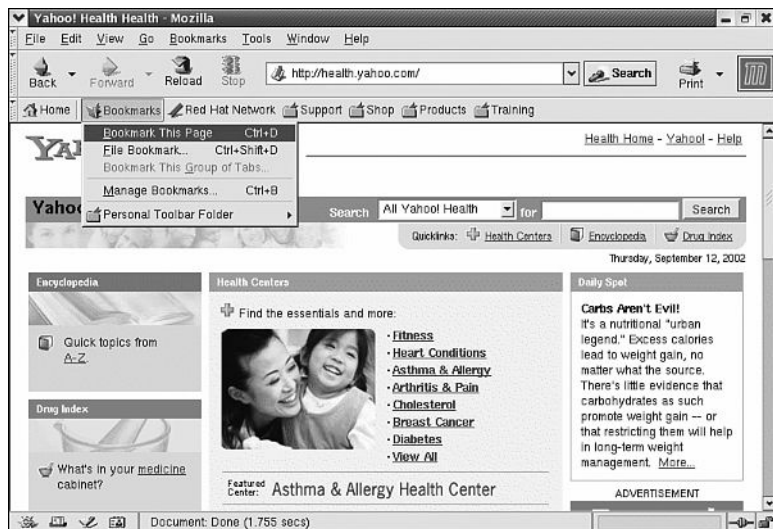 Yahoo! Health Health - Mozilla
File Edit View Go Bookmarks Tools Window Help
Back Forward Reload Stop http://health.yahoo.com/ Search Print
Home Bookmarks Red Hat Network Support Shop Products Training
Bookmark This Page Ctrl+D
File Bookmark... Ctrl+Shift+D
Bookmark This Group of Tabs...
Manage Bookmarks... Ctrl+B
Personal Toolbar Folder
Health Home - Yahoo! - Help
Search All Yahoo! Health for Search
Quicklinks: Health Centers Encyclopedia Drug Index
Thursday, September 12, 2002
Encyclopedia
Quick topics from
A-Z.
Drug Index
What's in your medicine
cabinet?
Health Centers
Find the essentials and more:
· Fitness
· Heart Conditions
· Asthma & Allergy
· Arthritis & Pain
· Cholesterol
· Breast Cancer
· Diabetes
· View All
Featured
Center: Asthma & Allergy Health Center
Daily Spot
Carbs Aren't Evil!
It's a nutritional "urban
legend." Excess calories
lead to weight gain, no
matter what the source.
There's little evidence that
carbohydrates as such
promote weight gain -- or
that restricting them will help
in long-term weight
management. More...
ADVERTISEMENT
Document: Done (1.755 secs)